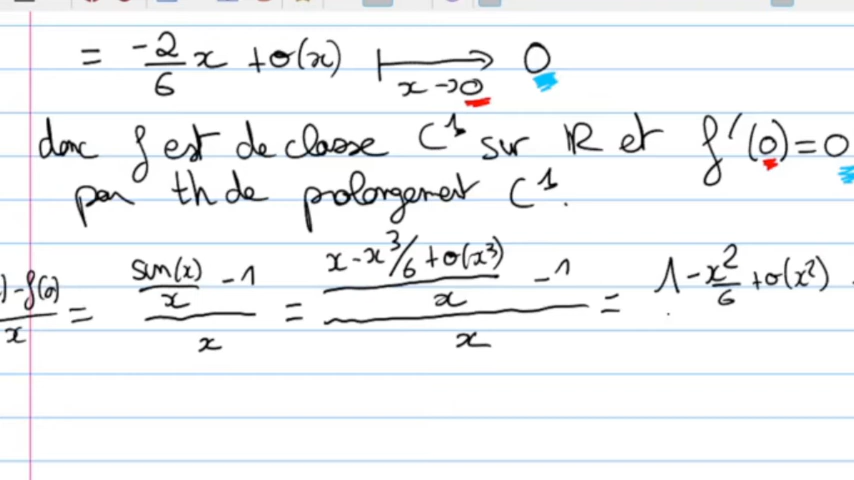 = -2/6 x + o(x) ⟼ x→0 0
donc f est de classe C¹ sur ℝ et f'(0)=0
par th de prolongement C¹.
) - f(0) / x = (sin(x)/x - 1) / x = ((x - x³/6 + o(x³))/x - 1) / x = 1 - x²/6 + o(x²)